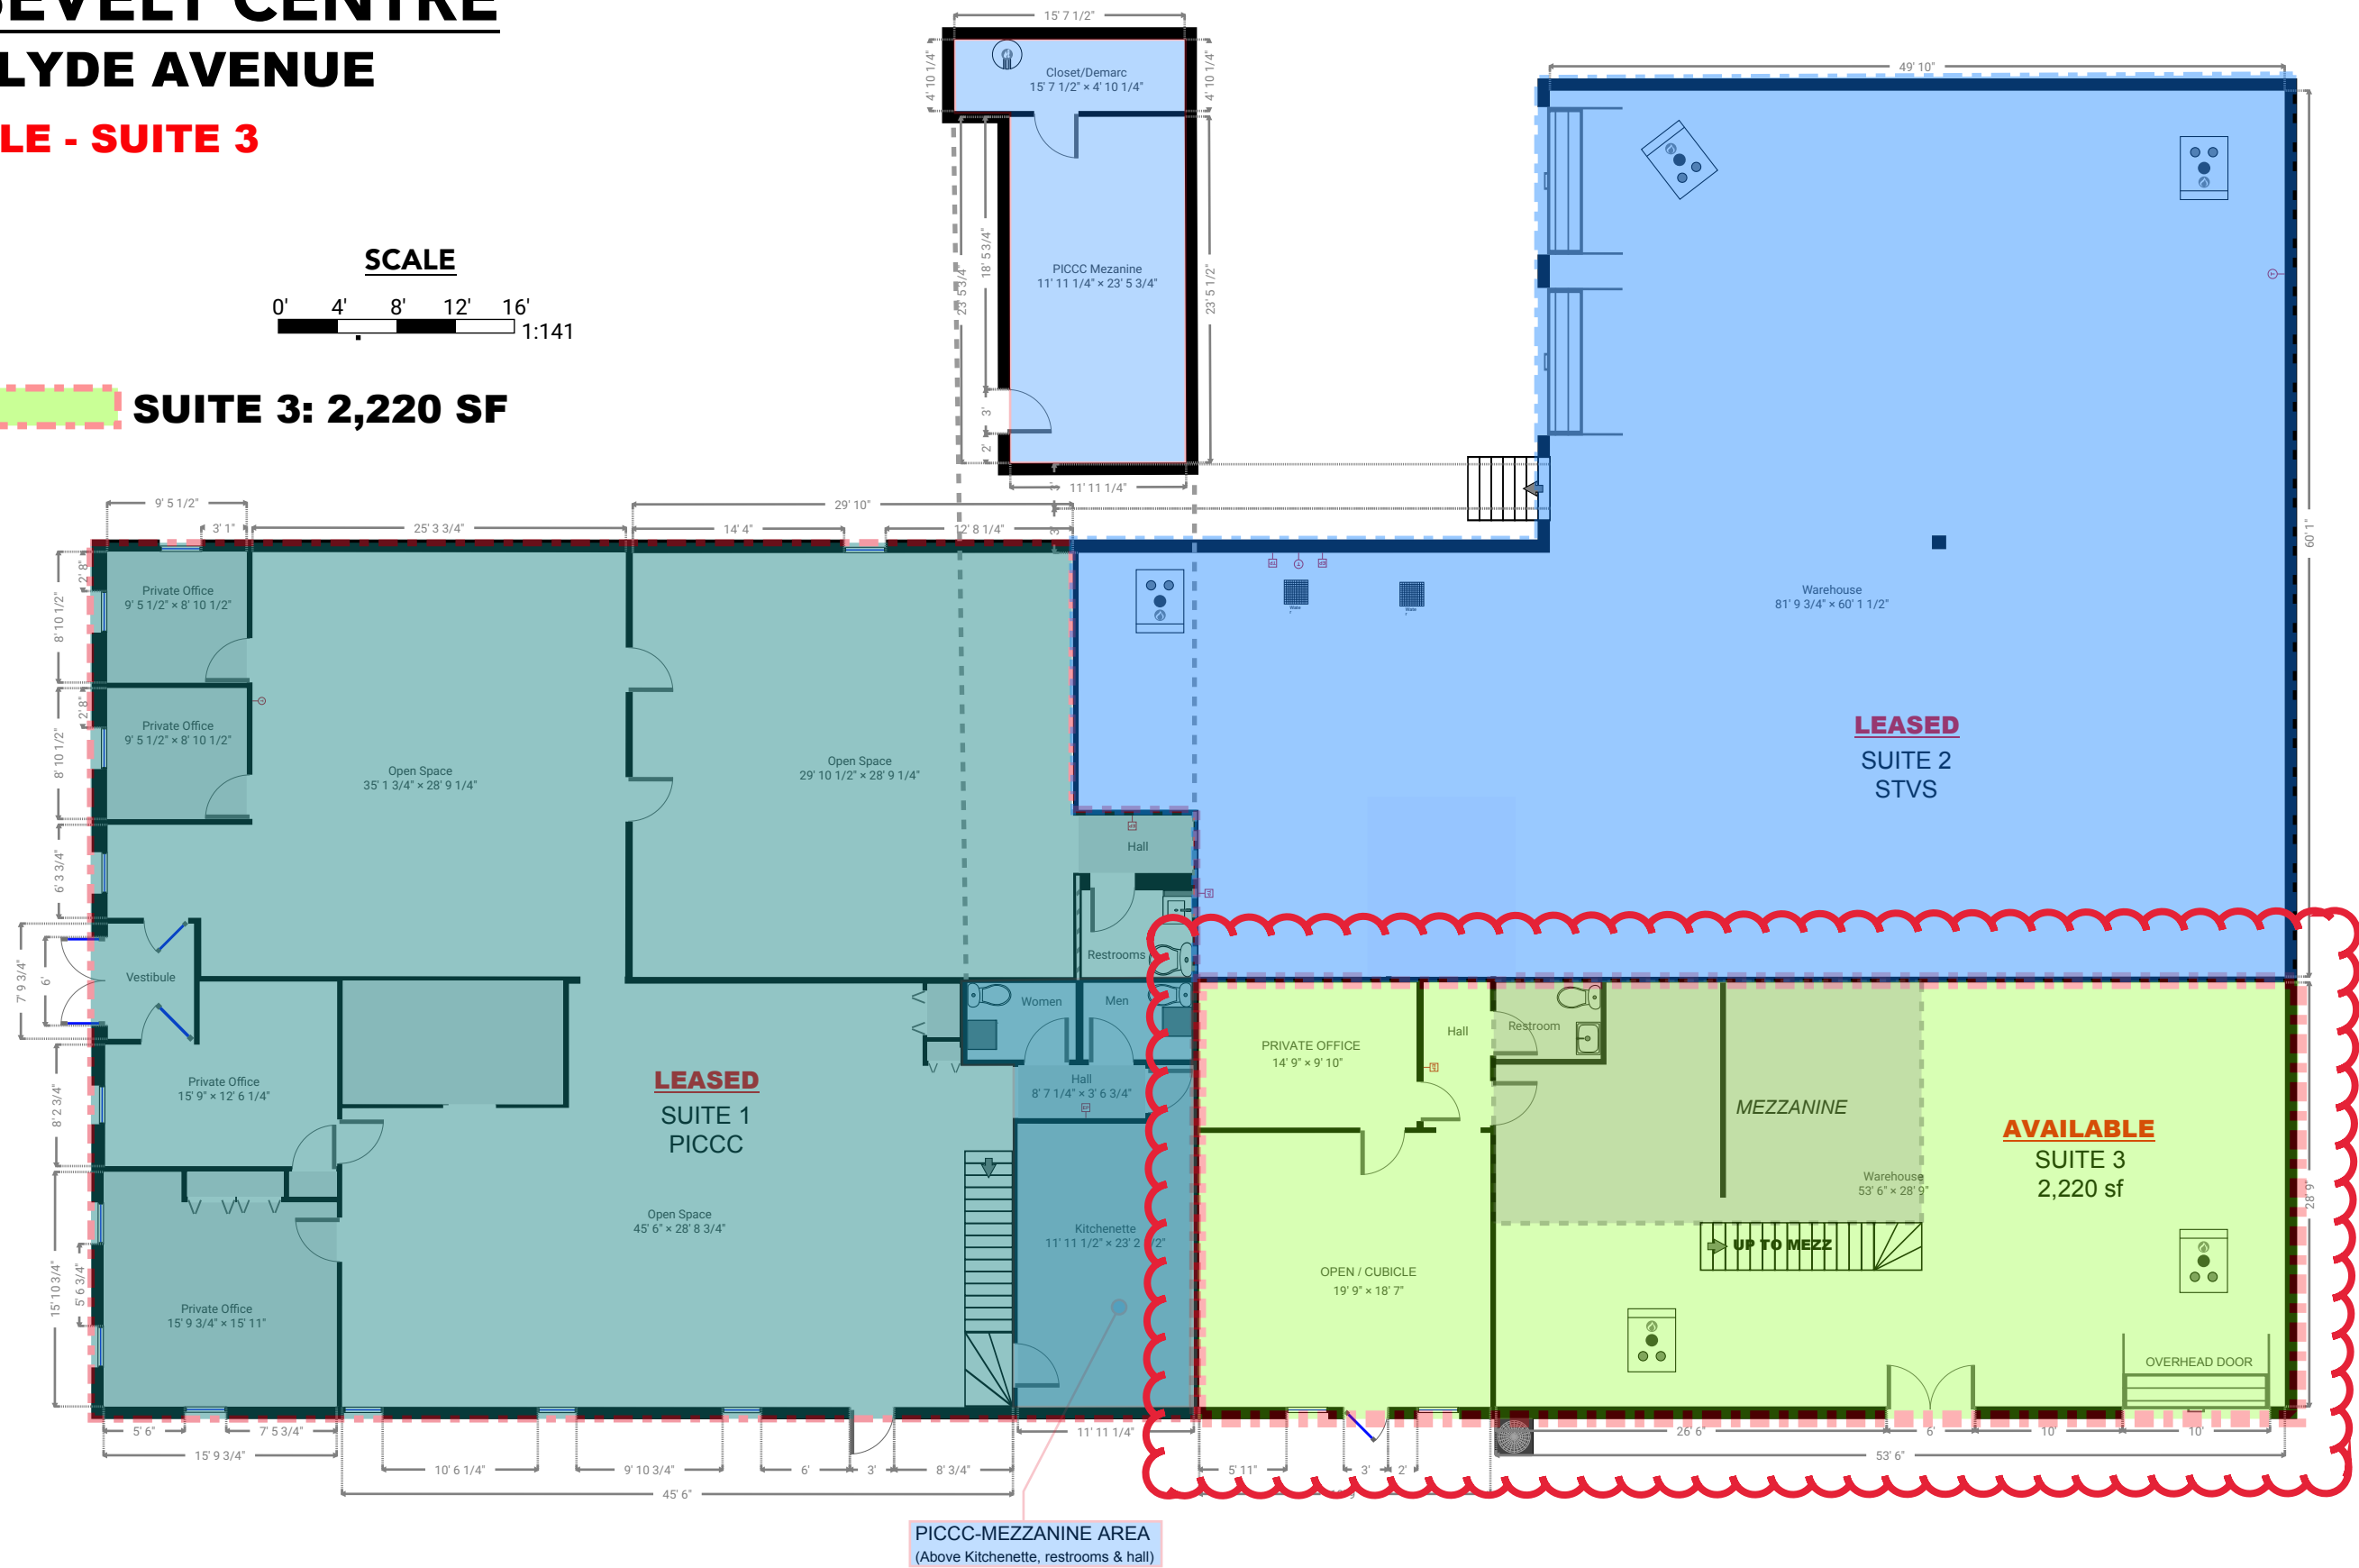 SEVELT CENTRE
LYDE AVENUE
LE - SUITE 3
SCALE
0' 4' 8' 12' 16'
1:141
SUITE 3: 2,220 SF
15' 7 1/2"
4' 10 1/4"
4' 10 1/4"
Closet/Demarc
15' 7 1/2" × 4' 10 1/4"
23' 5 3/4"
18' 5 3/4"
3'
2'
PICCC Mezanine
11' 11 1/4" × 23' 5 3/4"
23' 5 1/2"
11' 11 1/4"
3'
3'
49' 10"
60' 1"
Warehouse
81' 9 3/4" × 60' 1 1/2"
LEASED
SUITE 2
STVS
9' 5 1/2"
3' 1"
25' 3 3/4"
29' 10"
14' 4"
12' 8 1/4"
2' 8"
8' 10 1/2"
Private Office
9' 5 1/2" × 8' 10 1/2"
2' 8"
8' 10 1/2"
Private Office
9' 5 1/2" × 8' 10 1/2"
Open Space
35' 1 3/4" × 28' 9 1/4"
Open Space
29' 10 1/2" × 28' 9 1/4"
6' 3 3/4"
7' 9 3/4"
6'
Vestibule
Hall
Restrooms
Women
Men
Hall
8' 7 1/4" × 3' 6 3/4"
8' 2 3/4"
Private Office
15' 9" × 12' 6 1/4"
LEASED
SUITE 1
PICCC
Open Space
45' 6" × 28' 8 3/4"
Kitchenette
11' 11 1/2" × 23' 2 1/2"
15' 10 3/4"
5' 6 3/4"
Private Office
15' 9 3/4" × 15' 11"
PRIVATE OFFICE
14' 9" × 9' 10"
Hall
Restroom
MEZZANINE
Warehouse
53' 6" × 28' 9"
AVAILABLE
SUITE 3
2,220 sf
28' 9"
UP TO MEZZ
OPEN / CUBICLE
19' 9" × 18' 7"
OVERHEAD DOOR
5' 6"
7' 5 3/4"
15' 9 3/4"
10' 6 1/4"
9' 10 3/4"
6'
3'
8' 3/4"
45' 6"
11' 11 1/4"
5' 11"
3'
2'
26' 6"
6'
10'
10'
53' 6"
PICCC-MEZZANINE AREA
(Above Kitchenette, restrooms & hall)